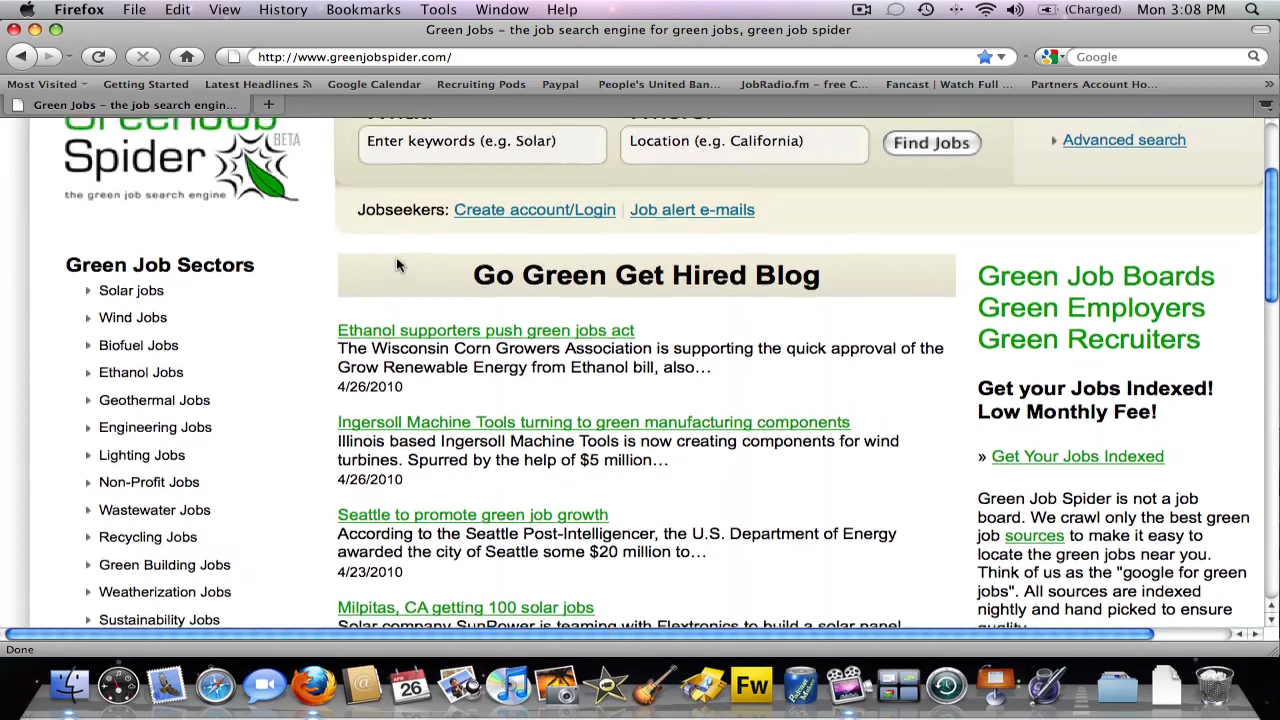 Firefox File Edit View History Bookmarks Tools Window Help (Charged) Mon 3:08 PM
Green Jobs – the job search engine for green jobs, green job spider
http://www.greenjobspider.com/ Google
Most Visited Getting Started Latest Headlines Google Calendar Recruiting Pods Paypal People's United Ban... JobRadio.fm – free C... Fancast | Watch Full ... Partners Account Ho... »
Green Jobs – the job search engin... +
GreenJob
Spider BETA
the green job search engine
Enter keywords (e.g. Solar) Location (e.g. California) Find Jobs Advanced search
Jobseekers: Create account/Login | Job alert e-mails
Green Job Sectors
Solar jobs
Wind Jobs
Biofuel Jobs
Ethanol Jobs
Geothermal Jobs
Engineering Jobs
Lighting Jobs
Non-Profit Jobs
Wastewater Jobs
Recycling Jobs
Green Building Jobs
Weatherization Jobs
Sustainability Jobs
Go Green Get Hired Blog
Ethanol supporters push green jobs act
The Wisconsin Corn Growers Association is supporting the quick approval of the
Grow Renewable Energy from Ethanol bill, also…
4/26/2010
Ingersoll Machine Tools turning to green manufacturing components
Illinois based Ingersoll Machine Tools is now creating components for wind
turbines. Spurred by the help of $5 million…
4/26/2010
Seattle to promote green job growth
According to the Seattle Post-Intelligencer, the U.S. Department of Energy
awarded the city of Seattle some $20 million to…
4/23/2010
Milpitas, CA getting 100 solar jobs
Solar company SunPower is teaming with Flextronics to build a solar panel
Green Job Boards
Green Employers
Green Recruiters
Get your Jobs Indexed!
Low Monthly Fee!
» Get Your Jobs Indexed
Green Job Spider is not a job
board. We crawl only the best green
job sources to make it easy to
locate the green jobs near you.
Think of us as the "google for green
jobs". All sources are indexed
nightly and hand picked to ensure
quality.
Done
APR
26
Fw